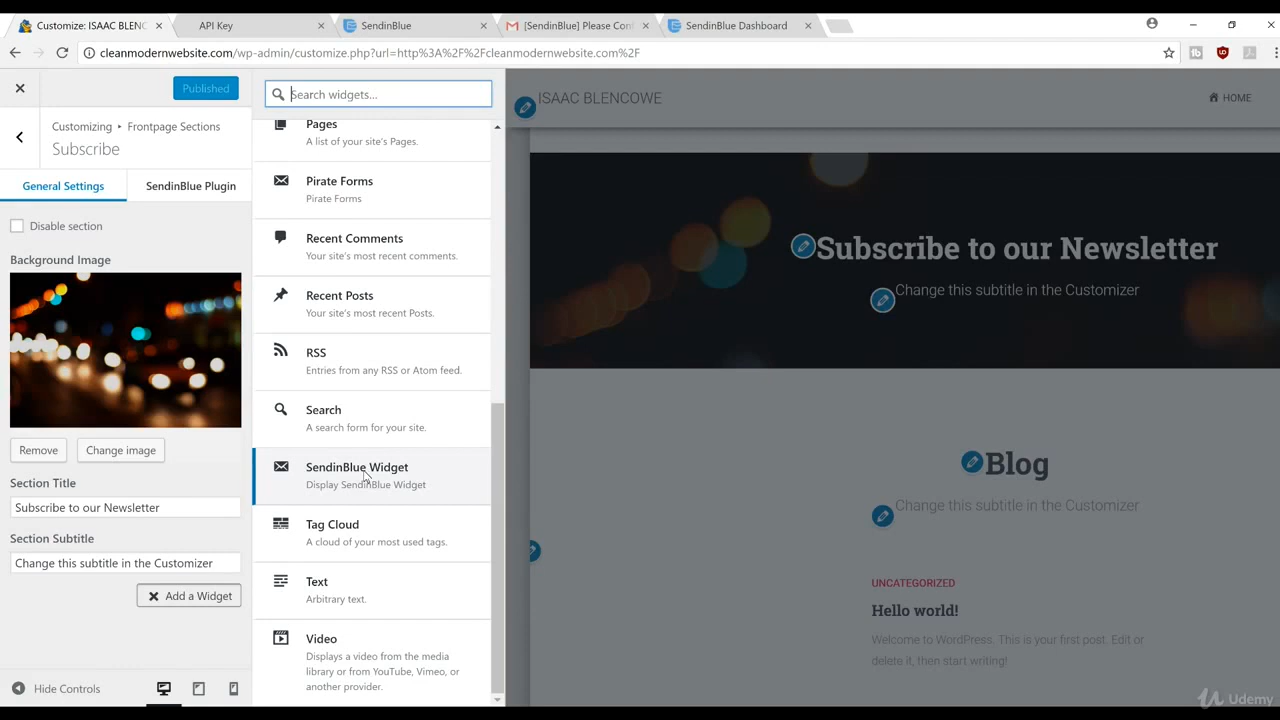 Customize: ISAAC BLENC
API Key
SendinBlue
[SendinBlue] Please Conf
SendinBlue Dashboard
cleanmodernwebsite.com/wp-admin/customize.php?url=http%3A%2F%2Fcleanmodernwebsite.com%2F
Published
Customizing ▸ Frontpage Sections
Subscribe
General Settings
SendinBlue Plugin
Disable section
Background Image
Remove
Change image
Section Title
Subscribe to our Newsletter
Section Subtitle
Change this subtitle in the Customizer
Add a Widget
Hide Controls
Search widgets...
Pages
A list of your site's Pages.
Pirate Forms
Pirate Forms
Recent Comments
Your site's most recent comments.
Recent Posts
Your site's most recent Posts.
RSS
Entries from any RSS or Atom feed.
Search
A search form for your site.
SendinBlue Widget
Display SendinBlue Widget
Tag Cloud
A cloud of your most used tags.
Text
Arbitrary text.
Video
Displays a video from the media
library or from YouTube, Vimeo, or
another provider.
ISAAC BLENCOWE
HOME
Subscribe to our Newsletter
Change this subtitle in the Customizer
Blog
Change this subtitle in the Customizer
UNCATEGORIZED
Hello world!
Welcome to WordPress. This is your first post. Edit or
delete it, then start writing!
Udemy